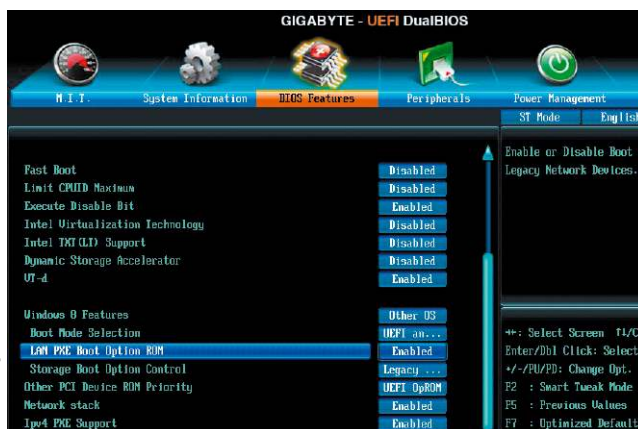 GIGABYTE - UEFI DualBIOS
M.I.T. System Information BIOS Features Peripherals Power Management
ST Mode English
Enable or Disable Boot
Legacy Network Devices.
Fast Boot Disabled
Limit CPUID Maximum Disabled
Execute Disable Bit Enabled
Intel Virtualization Technology Disabled
Intel TXT(LT) Support Disabled
Dynamic Storage Accelerator Disabled
VT-d Enabled
Windows 8 Features Other OS
Boot Mode Selection UEFI an...
LAN PXE Boot Option ROM Enabled
Storage Boot Option Control Legacy ...
Other PCI Device ROM Priority UEFI OpROM
Network stack Enabled
Ipv4 PXE Support Enabled
: Select Screen ↑↓/C
Enter/Dbl Click: Select
+/-/PU/PD: Change Opt.
F2 : Smart Tweak Mode
F5 : Previous Values
F7 : Optimized Default